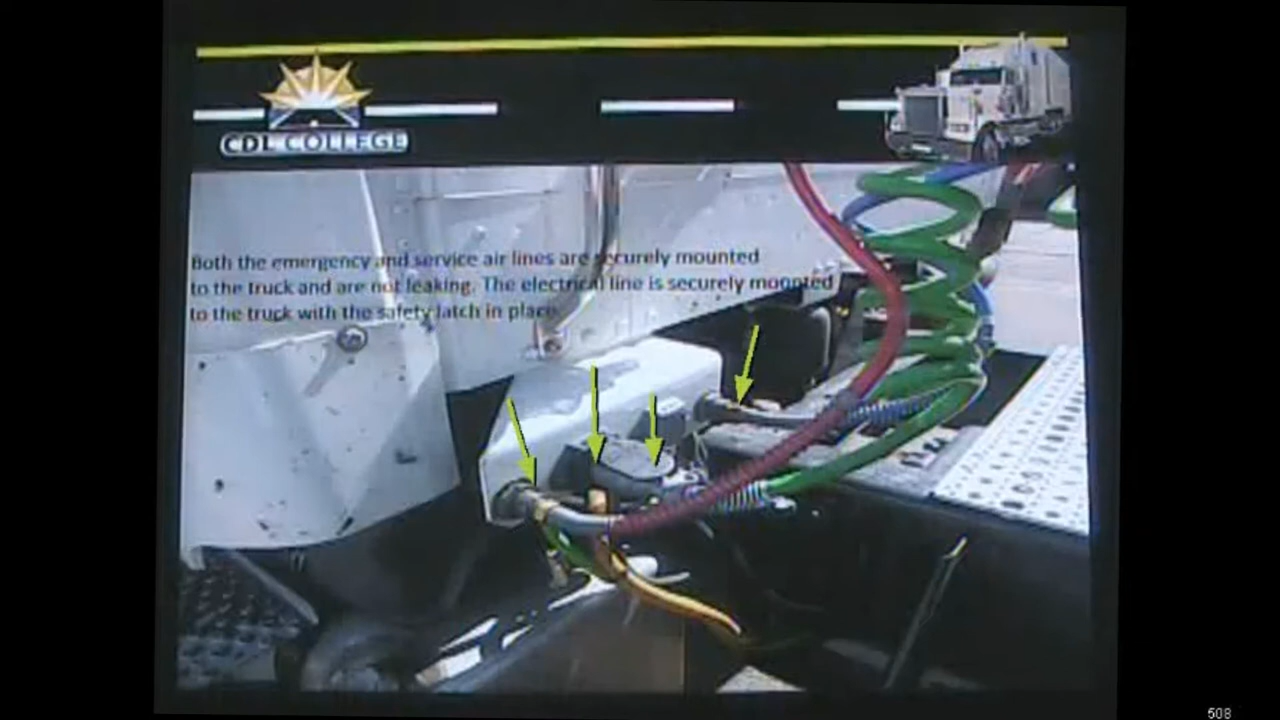 CDL COLLEGE
Both the emergency and service air lines are securely mounted
to the truck and are not leaking. The electrical line is securely mounted
to the truck with the safety latch in place.
508